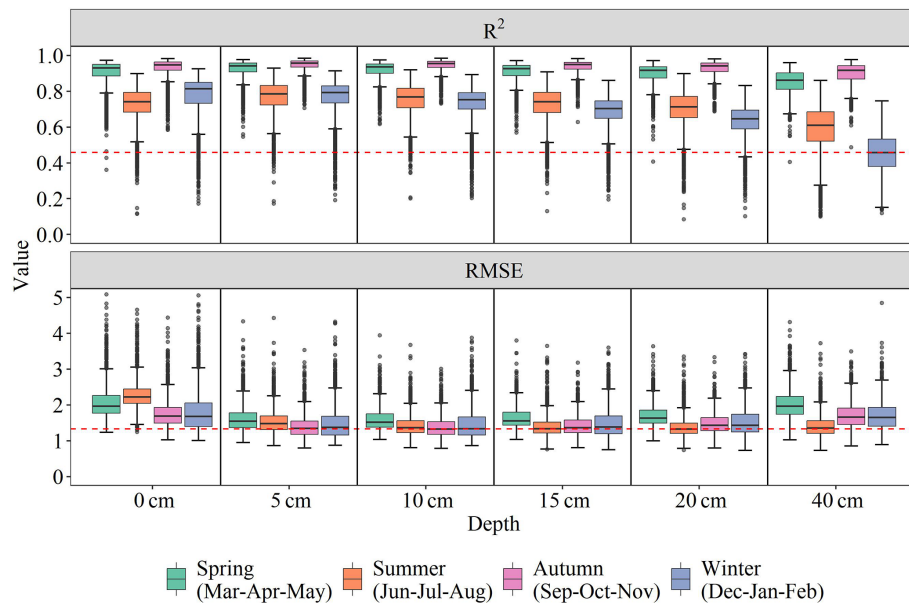 R²
1.0
0.8
0.6
0.4
0.2
0.0
Value
RMSE
5
4
3
2
1
0
0 cm 5 cm 10 cm 15 cm 20 cm 40 cm
Depth
Spring Summer Autumn Winter
(Mar-Apr-May) (Jun-Jul-Aug) (Sep-Oct-Nov) (Dec-Jan-Feb)